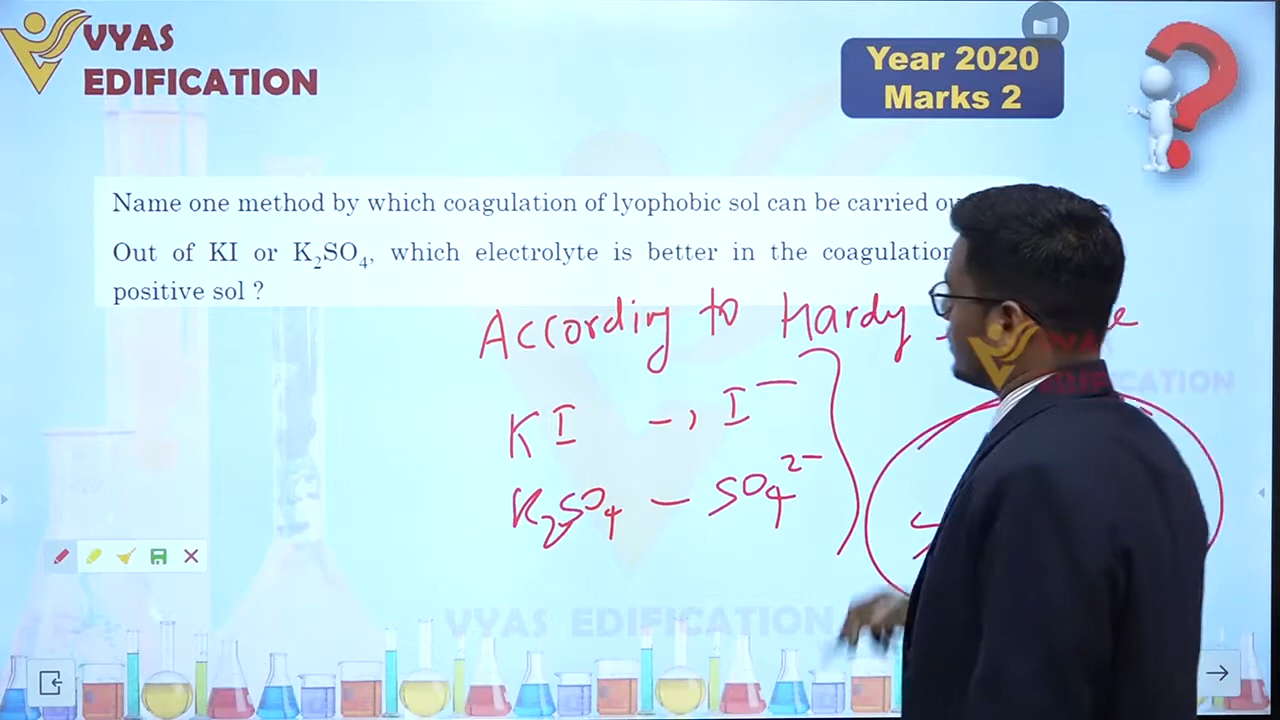 VYAS
EDIFICATION
Year 2020
Marks 2
Name one method by which coagulation of lyophobic sol can be carried
Out of KI or K₂SO₄, which electrolyte is better in the coagulation
positive sol ?
According to Hardy
KI -, I⁻
K₂SO₄ - SO₄²⁻
VYAS EDIFICATION